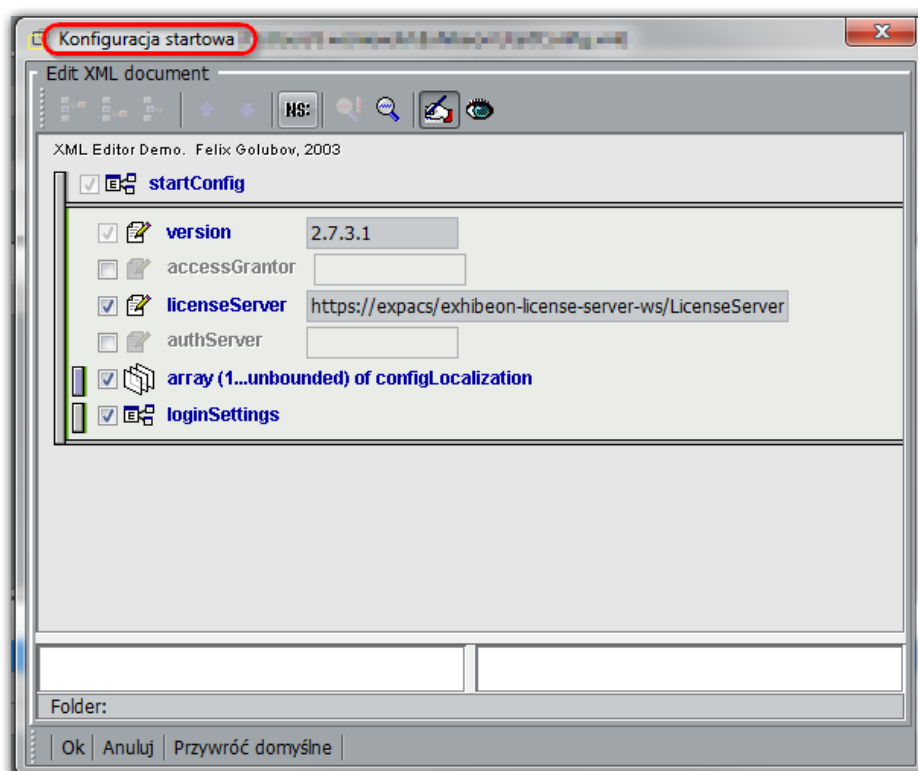 Konfiguracja startowa
Edit XML document
NS:
XML Editor Demo. Felix Golubov, 2003
startConfig
version 2.7.3.1
accessGrantor
licenseServer https://expacs/exhibeon-license-server-ws/LicenseServer
authServer
array (1...unbounded) of configLocalization
loginSettings
Folder:
Ok Anuluj Przywróć domyślne